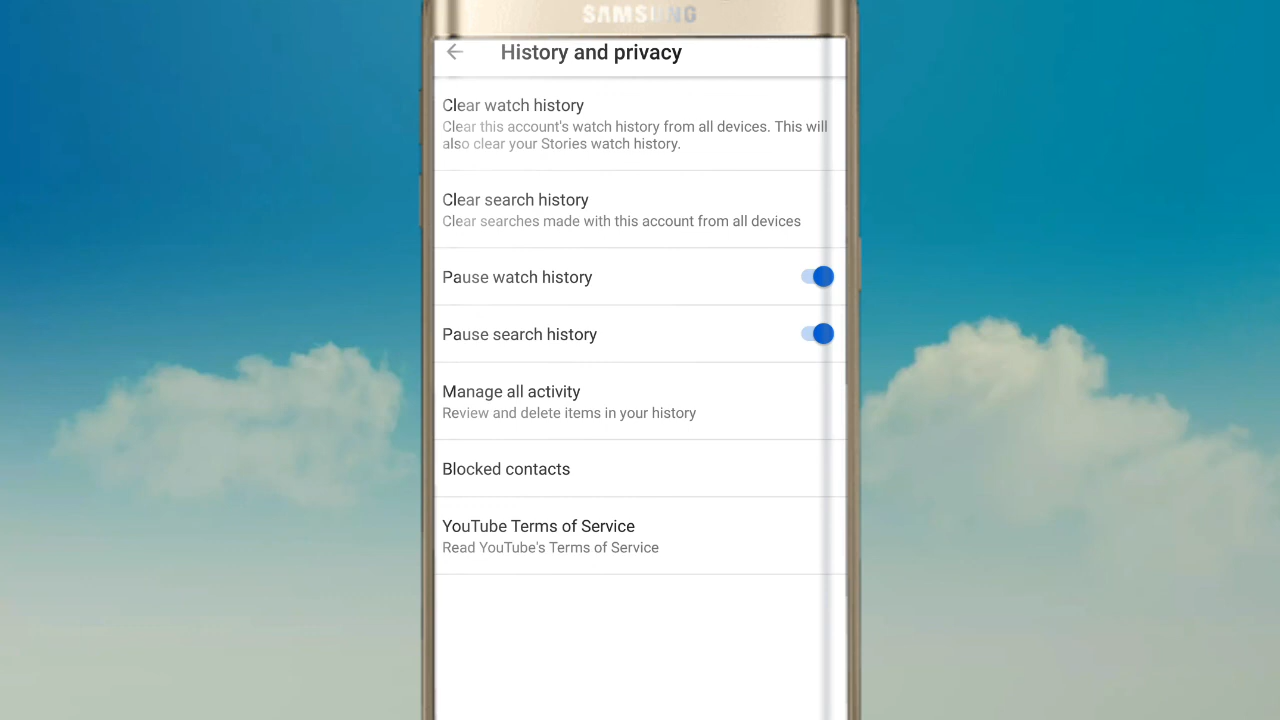 SAMSUNG
History and privacy
Clear watch history
Clear this account's watch history from all devices. This will
also clear your Stories watch history.
Clear search history
Clear searches made with this account from all devices
Pause watch history
Pause search history
Manage all activity
Review and delete items in your history
Blocked contacts
YouTube Terms of Service
Read YouTube's Terms of Service